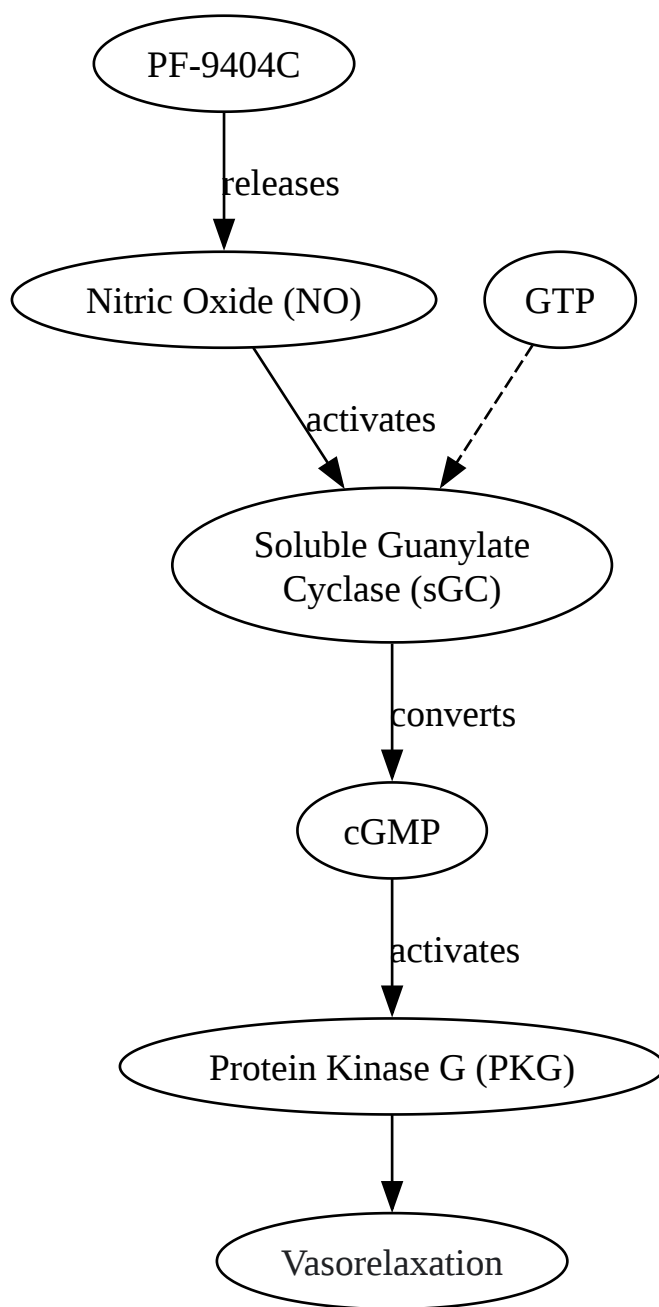 PF-9404C
releases
Nitric Oxide (NO)
GTP
activates
Soluble Guanylate
Cyclase (sGC)
converts
cGMP
activates
Protein Kinase G (PKG)
Vasorelaxation